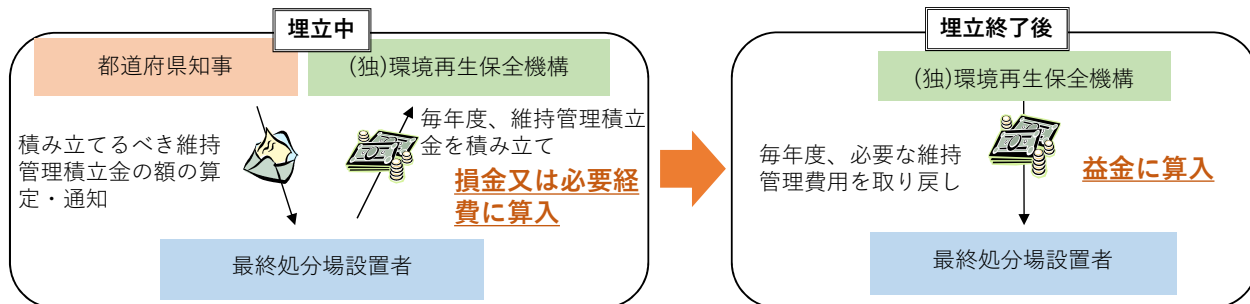 埋立中
都道府県知事
(独)環境再生保全機構
積み立てるべき維持
管理積立金の額の算
定・通知
毎年度、維持管理積立
金を積み立て
損金又は必要経
費に算入
最終処分場設置者
埋立終了後
(独)環境再生保全機構
毎年度、必要な維持
管理費用を取り戻し
益金に算入
最終処分場設置者